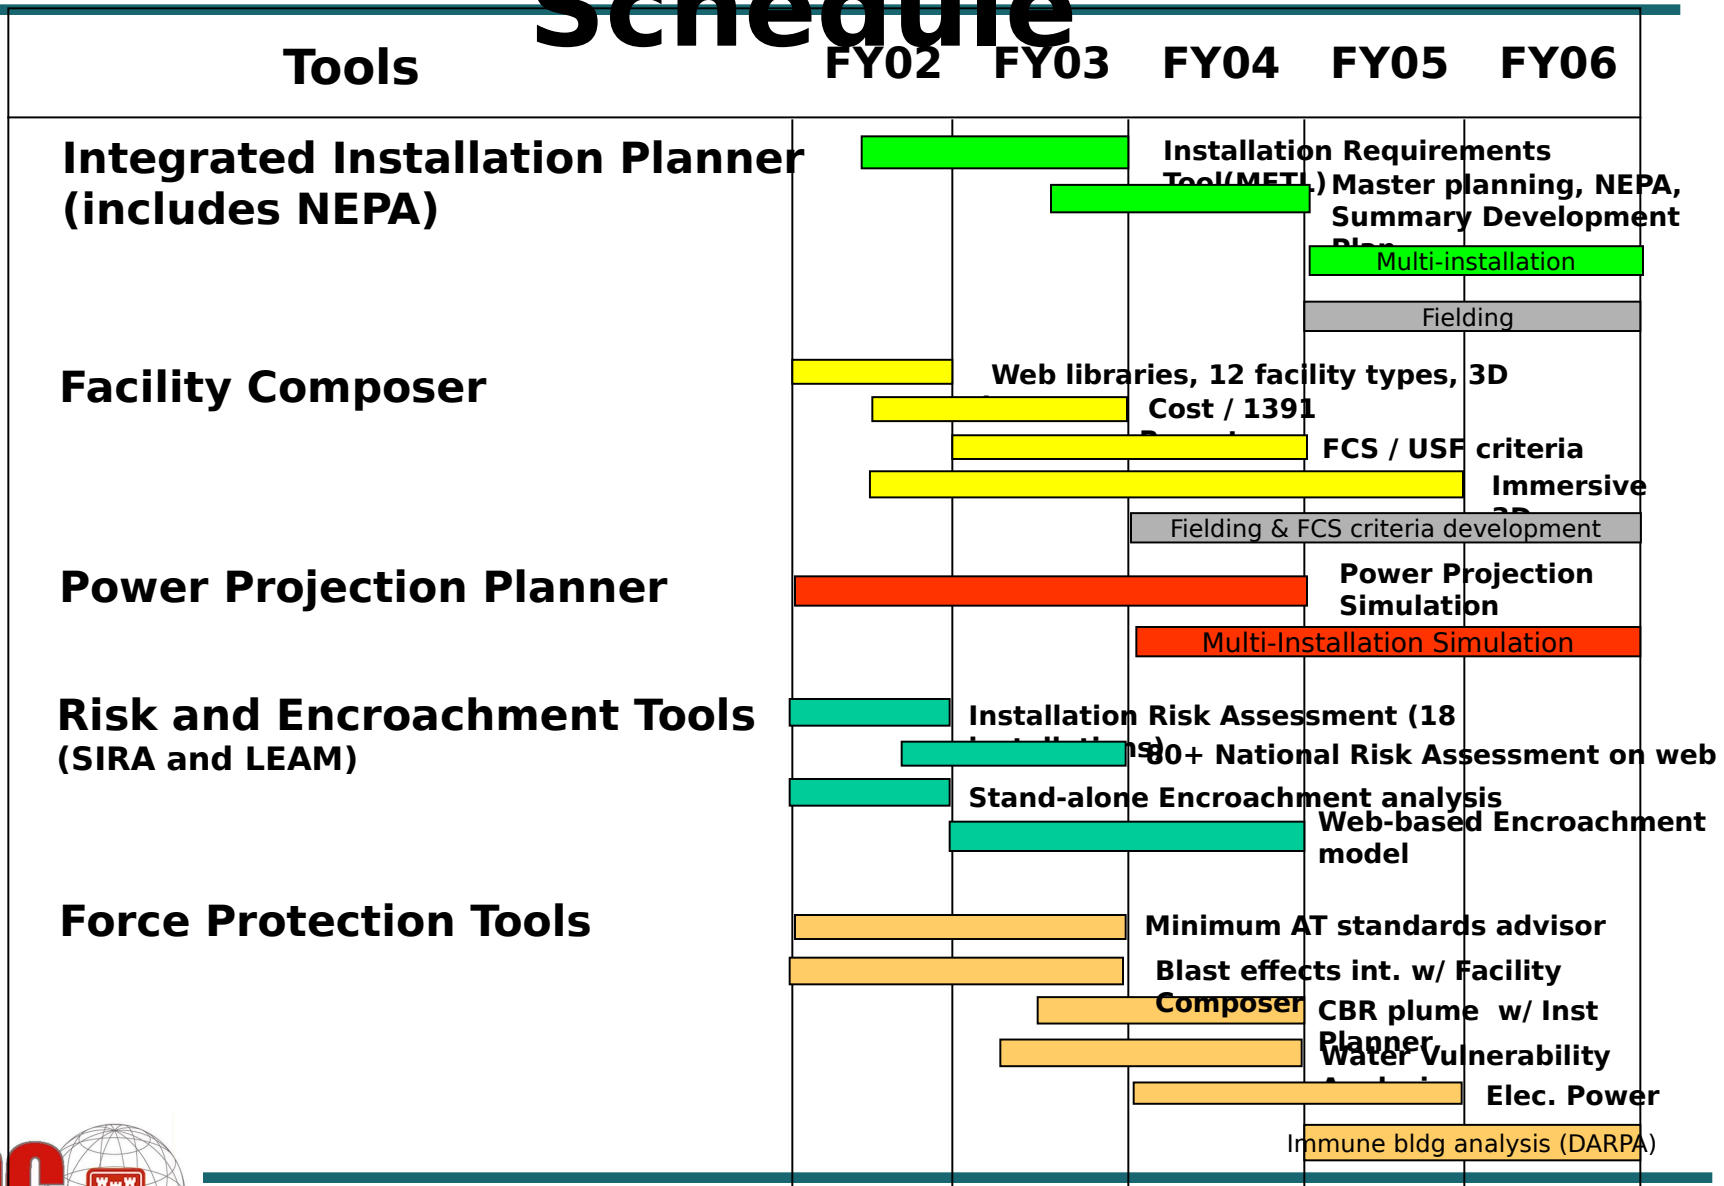 Schedule
Tools
FY02 FY03 FY04 FY05 FY06
Integrated Installation Planner
(includes NEPA)
Installation Requirements
Tool(METL)
Master planning, NEPA,
Summary Development
Plan
Multi-installation
Fielding
Facility Composer
Web libraries, 12 facility types, 3D
Cost / 1391
FCS / USF criteria
Immersive
3D
Fielding & FCS criteria development
Power Projection Planner
Power Projection
Simulation
Multi-Installation Simulation
Risk and Encroachment Tools
(SIRA and LEAM)
Installation Risk Assessment (18
installations)
80+ National Risk Assessment on web
Stand-alone Encroachment analysis
Web-based Encroachment
model
Force Protection Tools
Minimum AT standards advisor
Blast effects int. w/ Facility
Composer
CBR plume w/ Inst
Planner
Water Vulnerability
Elec. Power
Immune bldg analysis (DARPA)